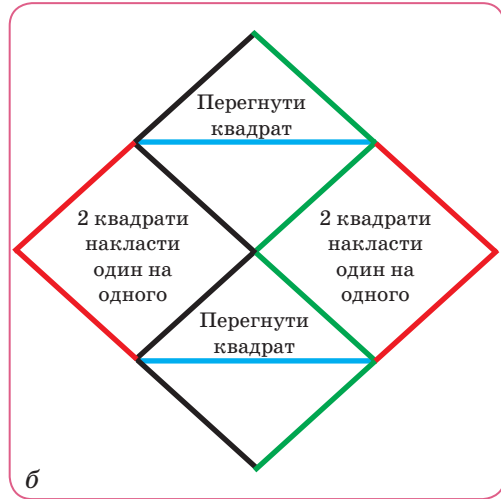 Перегнути
квадрат
2 квадрати
накласти
один на
одного
2 квадрати
накласти
один на
одного
Перегнути
квадрат
б